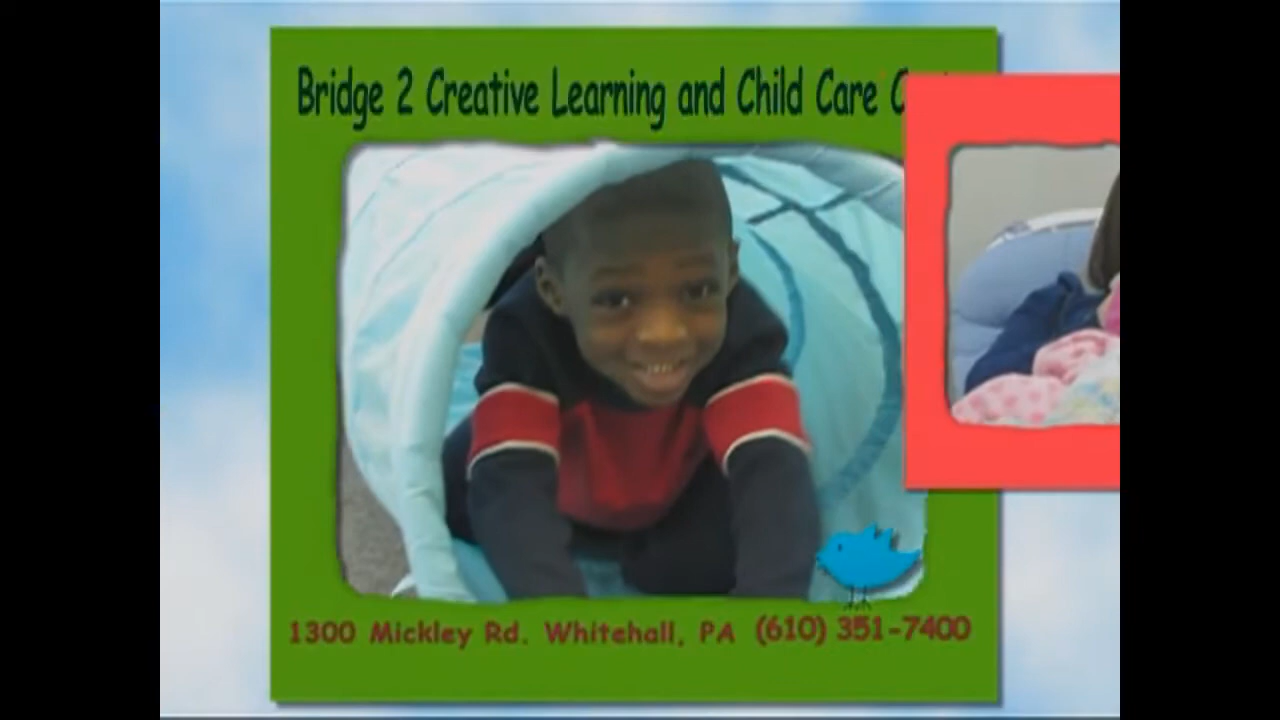 Bridge 2 Creative Learning and Child Care
1300 Mickley Rd. Whitehall, PA (610) 351-7400